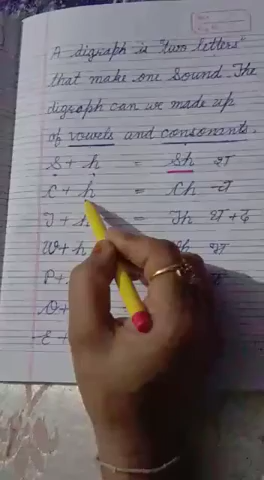 A digraph is "two letters"
that make one Sound. The
digraph can we made up
of vowels and consonants.
S + h = Sh श
C + h = Ch च
T + h = Th थ + द
W + h
P +
E +